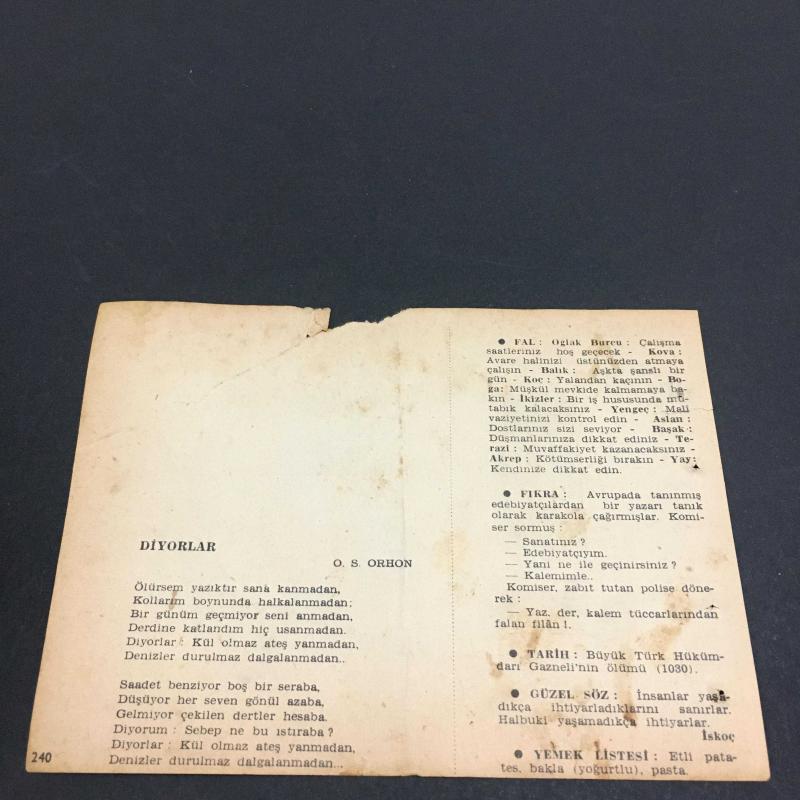 DİYORLAR
O. S. ORHON
Ölürsem yazıktır sana kanmadan,
Kollarım boynunda halkalanmadan;
Bir günüm geçmiyor seni anmadan,
Derdine katlandım hiç usanmadan.
Diyorlar: Kül olmaz ateş yanmadan,
Denizler durulmaz dalgalanmadan..
Saadet benziyor boş bir seraba,
Düşüyor her seven gönül azaba,
Gelmiyor çekilen dertler hesaba.
Diyorum: Sebep ne bu ıstıraba?
Diyorlar: Kül olmaz ateş yanmadan,
Denizler durulmaz dalgalanmadan...
240
● FAL: Oğlak Burcu: Çalışma
saatleriniz hoş geçecek - Kova:
Avare halinizi üstünüzden atmaya
çalışın - Balık: Aşkta şanslı bir
gün - Koç: Yalandan kaçının - Bo-
ğa: Müşkül mevkide kalmamaya ba-
kın - İkizler: Bir iş hususunda mü-
tabık kalacaksınız - Yengeç: Mali
vaziyetinizi kontrol edin - Aslan:
Dostlarınız sizi seviyor - Başak:
Düşmanlarınıza dikkat ediniz - Te-
razi: Muvaffakiyet kazanacaksınız -
Akrep: Kötümserliği bırakın - Yay:
Kendinize dikkat edin.
● FIKRA: Avrupada tanınmış
edebiyatçılardan bir yazarı tanık
olarak karakola çağırmışlar. Komi-
ser sormuş:
— Sanatınız?
— Edebiyatçıyım.
— Yani ne ile geçinirsiniz?
— Kalemimle..
Komiser, zabıt tutan polise döne-
rek:
— Yaz, der, kalem tüccarlarından
falan filân!.
● TARİH: Büyük Türk Hüküm-
darı Gazneli'nin ölümü (1030).
● GÜZEL SÖZ: İnsanlar yaşa-
dıkça ihtiyarladıklarını sanırlar.
Halbuki yaşamadıkça ihtiyarlar.
İskoç
● YEMEK LİSTESİ: Etli pata-
tes, bakla (yoğurtlu), pasta.